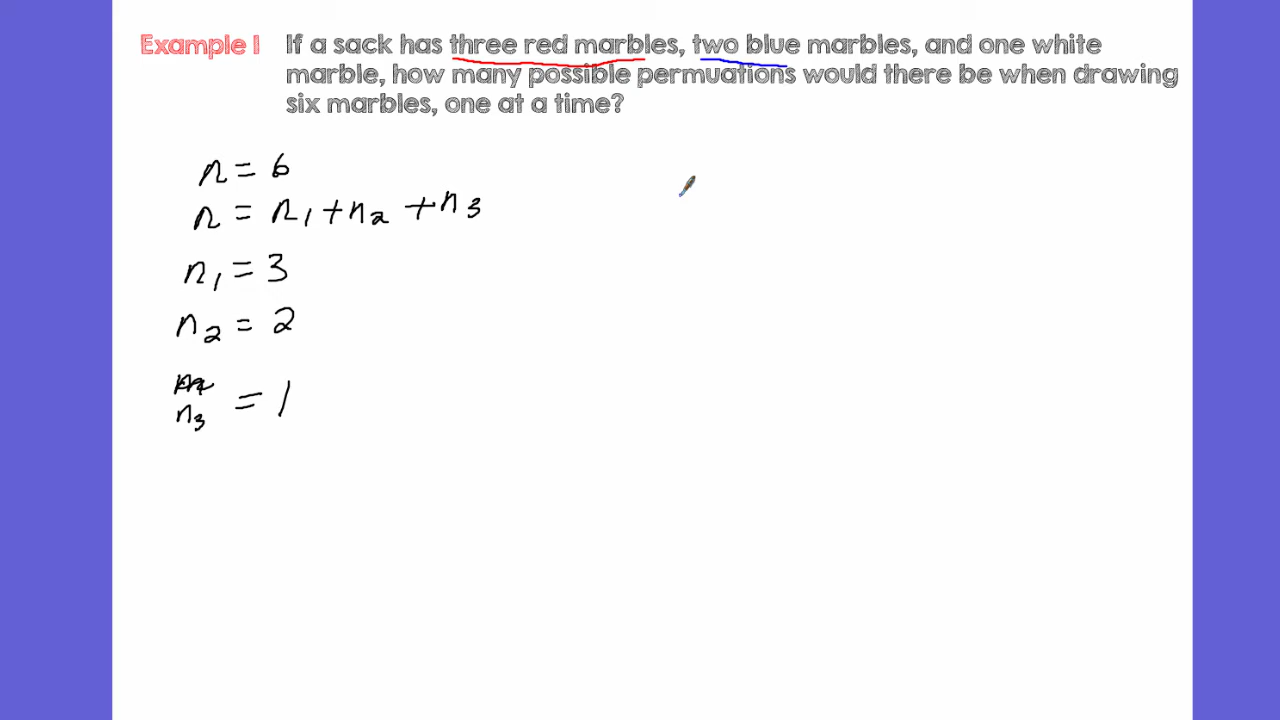 Example 1 If a sack has three red marbles, two blue marbles, and one white
marble, how many possible permuations would there be when drawing
six marbles, one at a time?
n = 6
n = n₁ + n₂ + n₃
n₁ = 3
n₂ = 2
n₃ = 1